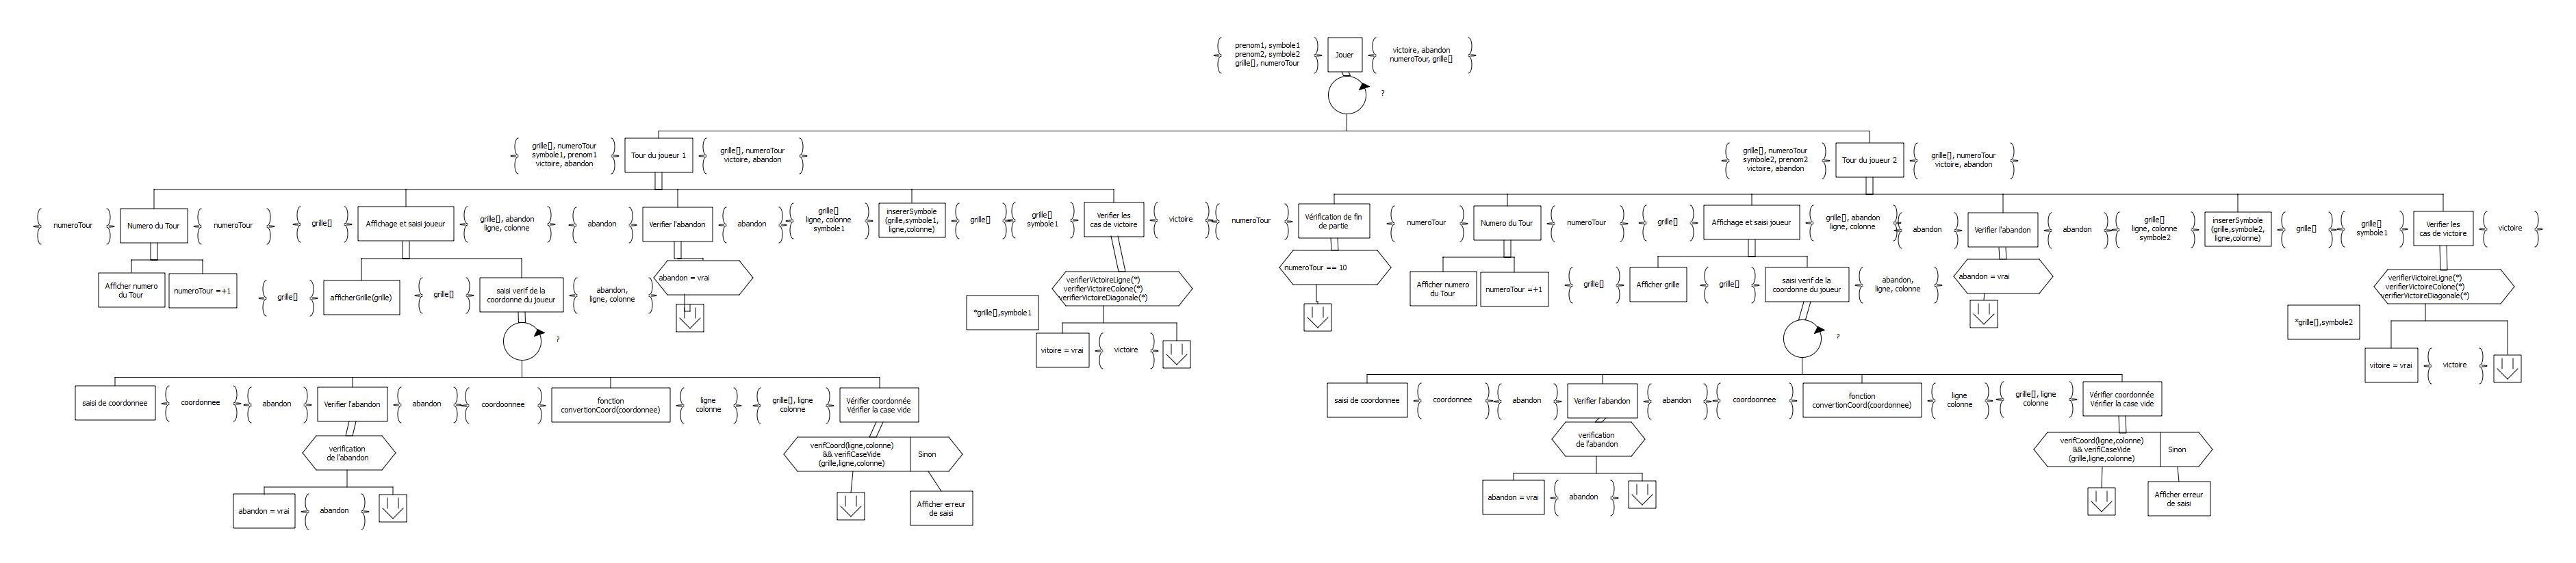 prenom1, symbole1
prenom2, symbole2
grille[], numeroTour
Jouer
victoire, abandon
numeroTour, grille[]
?
grille[], numeroTour
symbole1, prenom1
victoire, abandon
Tour du joueur 1
grille[], numeroTour
victoire, abandon
grille[], numeroTour
symbole2, prenom2
victoire, abandon
Tour du joueur 2
grille[], numeroTour
victoire, abandon
numeroTour
Numero du Tour
numeroTour
grille[]
Affichage et saisi joueur
grille[], abandon
ligne, colonne
abandon
Verifier l'abandon
abandon
grille[]
ligne, colonne
symbole1
insererSymbole
(grille,symbole1,
ligne,colonne)
grille[]
grille[]
symbole1
Verifier les
cas de victoire
victoire
numeroTour
Vérification de fin
de partie
numeroTour
Numero du Tour
numeroTour
grille[]
Affichage et saisi joueur
grille[], abandon
ligne, colonne
abandon
Verifier l'abandon
abandon
grille[]
ligne, colonne
symbole2
insererSymbole
(grille,symbole2,
ligne,colonne)
grille[]
grille[]
symbole1
Verifier les
cas de victoire
victoire
Afficher numero
du Tour
numeroTour =+1
grille[]
afficherGrille(grille)
grille[]
saisi verif de la
coordonne du joueur
abandon,
ligne, colonne
abandon = vrai
*grille[],symbole1
verifierVictoireLigne(*)
verifierVictoireColone(*)
verifierVictoireDiagonale(*)
vitoire = vrai
victoire
numeroTour == 10
Afficher numero
du Tour
numeroTour =+1
grille[]
Afficher grille
grille[]
saisi verif de la
coordonne du joueur
abandon,
ligne, colonne
abandon = vrai
*grille[],symbole2
verifierVictoireLigne(*)
verifierVictoireColone(*)
verifierVictoireDiagonale(*)
vitoire = vrai
victoire
?
?
saisi de coordonnee
coordonnee
abandon
Verifier l'abandon
abandon
coordoonnee
fonction
convertionCoord(coordonnee)
ligne
colonne
grille[], ligne
colonne
Vérifier coordonnée
Vérifier la case vide
saisi de coordonnee
coordonnee
abandon
Verifier l'abandon
abandon
coordoonnee
fonction
convertionCoord(coordonnee)
ligne
colonne
grille[], ligne
colonne
Vérifier coordonnée
Vérifier la case vide
verification
de l'abandon
verifCoord(ligne,colonne)
&& verifiCaseVide
(grille,ligne,colonne)
Sinon
verification
de l'abandon
verifCoord(ligne,colonne)
&& verifiCaseVide
(grille,ligne,colonne)
Sinon
abandon = vrai
abandon
Afficher erreur
de saisi
abandon = vrai
abandon
Afficher erreur
de saisi